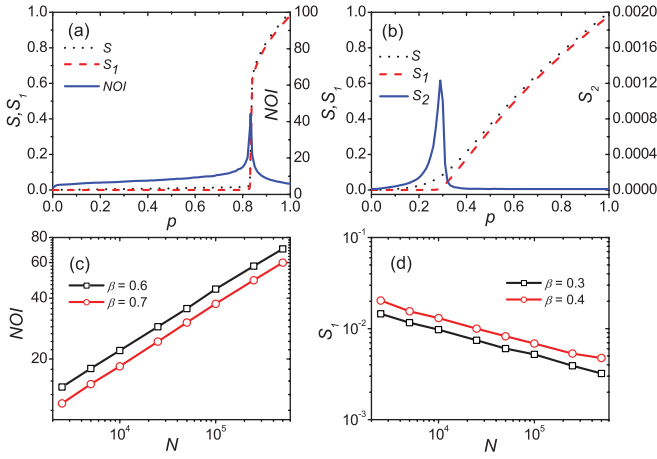 (a)
S
S1
NOI
S,S1
1.0
0.8
0.6
0.4
0.2
0.0
0.0 0.2 0.4 0.6 0.8 1.0
p
100
80
60
40
20
0
NOI
(b)
S
S1
S2
S,S1
1.0
0.8
0.6
0.4
0.2
0.0
0.0 0.2 0.4 0.6 0.8 1.0
p
0.0020
0.0016
0.0012
0.0008
0.0004
0.0000
S2
(c)
β = 0.6
β = 0.7
NOI
80
60
40
20
10^4 10^5
N
(d)
β = 0.3
β = 0.4
S1
10^-1
10^-2
10^-3
10^4 10^5
N